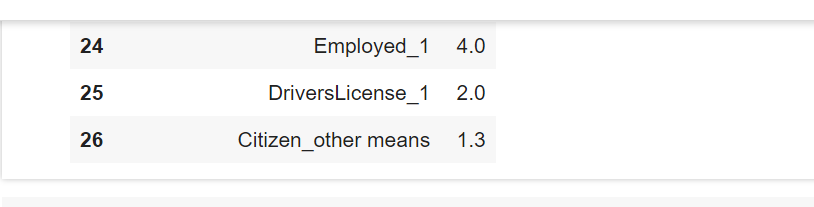 24 Employed_1 4.0
25 DriversLicense_1 2.0
26 Citizen_other means 1.3